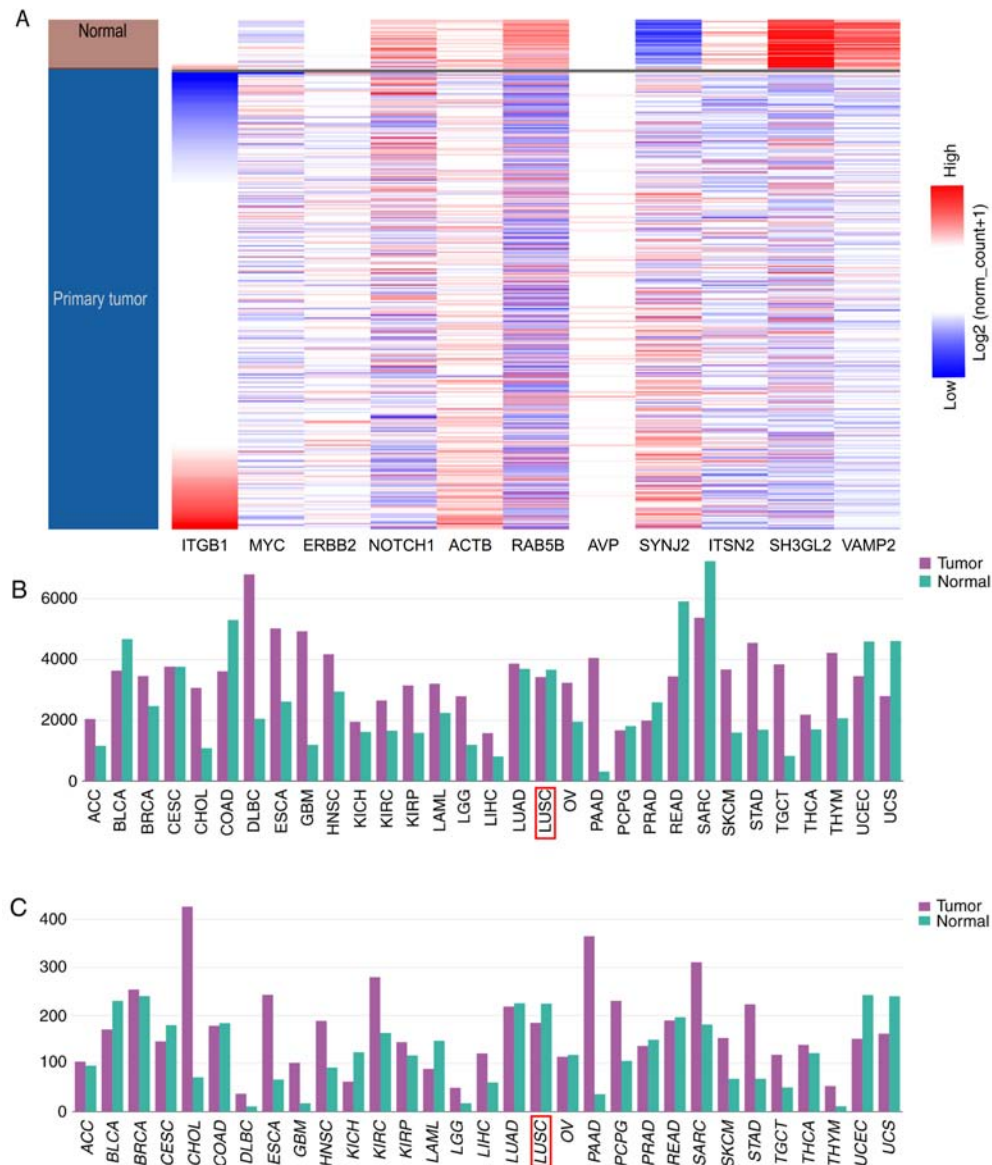 A
Normal
Primary tumor
High
Log2 (norm_count+1)
Low
ITGB1 MYC ERBB2 NOTCH1 ACTB RAB5B AVP SYNJ2 ITSN2 SH3GL2 VAMP2
B
Tumor
Normal
6000
4000
2000
0
ACC BLCA BRCA CESC CHOL COAD DLBC ESCA GBM HNSC KICH KIRC KIRP LAML LGG LIHC LUAD LUSC OV PAAD PCPG PRAD READ SARC SKCM STAD TGCT THCA THYM UCEC UCS
C
Tumor
Normal
400
300
200
100
0
ACC BLCA BRCA CESC CHOL COAD DLBC ESCA GBM HNSC KICH KIRC KIRP LAML LGG LIHC LUAD LUSC OV PAAD PCPG PRAD READ SARC SKCM STAD TGCT THCA THYM UCEC UCS